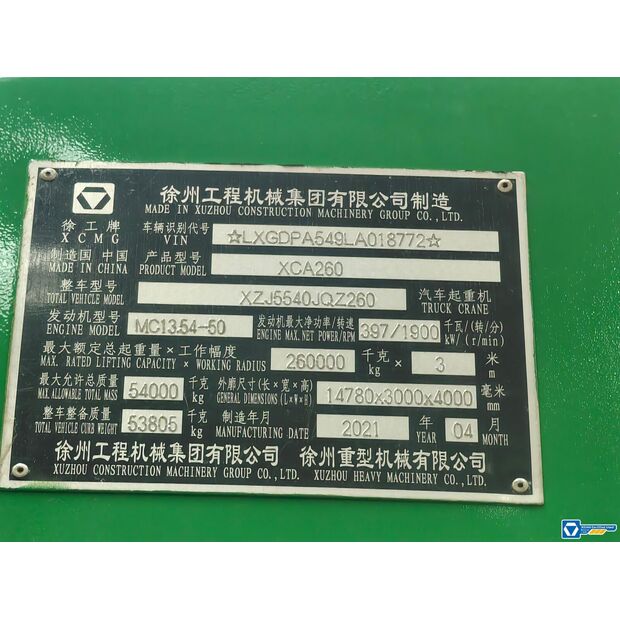 徐州工程机械集团有限公司制造
MADE IN XUZHOU CONSTRUCTION MACHINERY GROUP CO.,LTD.
徐工牌 车辆识别代号
XCMG VIN ☆LXGDPA549LA018772☆
制造国 中国 产品型号
MADE IN CHINA PRODUCT MODEL XCA260
整车型号 XZJ5540JQZ260 汽车起重机
TOTAL VEHICLE MODEL TRUCK CRANE
发动机型号 MC13.54-50 发动机最大净功率/转速 397/1900 千瓦/(转/分)
ENGINE MODEL ENGINE MAX.NET POWER/RPM kW/(r/min)
最大额定总起重量×工作幅度 260000 千克 × 3 米
MAX. RATED LIFTING CAPACITY × WORKING RADIUS kg m
最大允许总质量 54000 千克 外廓尺寸(长×宽×高) 14780x3000x4000 毫米
MAX ALLOWABLE TOTAL MASS kg GENERAL DIMENSIONS (L×W×H) mm
整车整备质量 53805 千克 制造年月 2021 年 04 月
TOTAL VEHICLE CURB WEIGHT kg MANUFACTURING DATE YEAR MONTH
徐州工程机械集团有限公司 徐州重型机械有限公司
XUZHOU CONSTRUCTION MACHINERY GROUP CO.,LTD. XUZHOU HEAVY MACHINERY CO.,LTD.